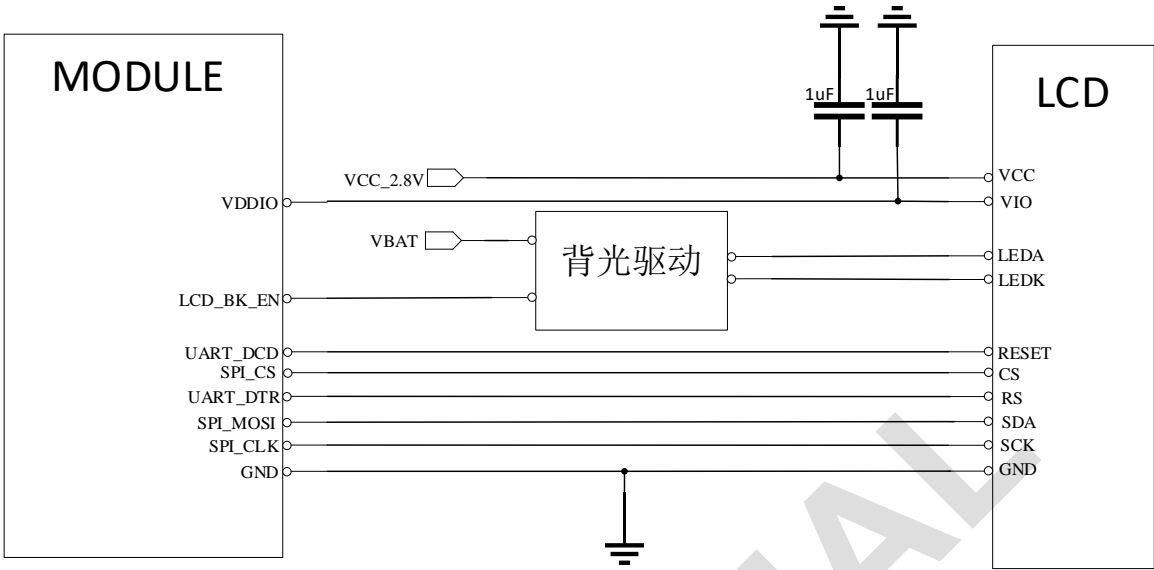 MODULE
LCD
1uF 1uF
VCC_2.8V
VCC
VDDIO
VIO
VBAT
背光驱动
LEDA
LEDK
LCD_BK_EN
UART_DCD
RESET
SPI_CS
CS
UART_DTR
RS
SPI_MOSI
SDA
SPI_CLK
SCK
GND
GND